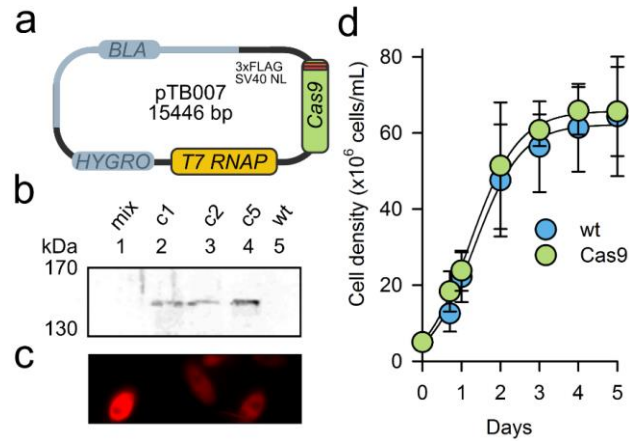 a
BLA
3xFLAG
SV40 NL
pTB007
15446 bp
Cas9
HYGRO
T7 RNAP
b
mix c1 c2 c5 wt
kDa 1 2 3 4 5
170
130
c
d
Cell density (x10⁶ cells/mL)
80
60
40
20
0
wt
Cas9
0 1 2 3 4 5
Days